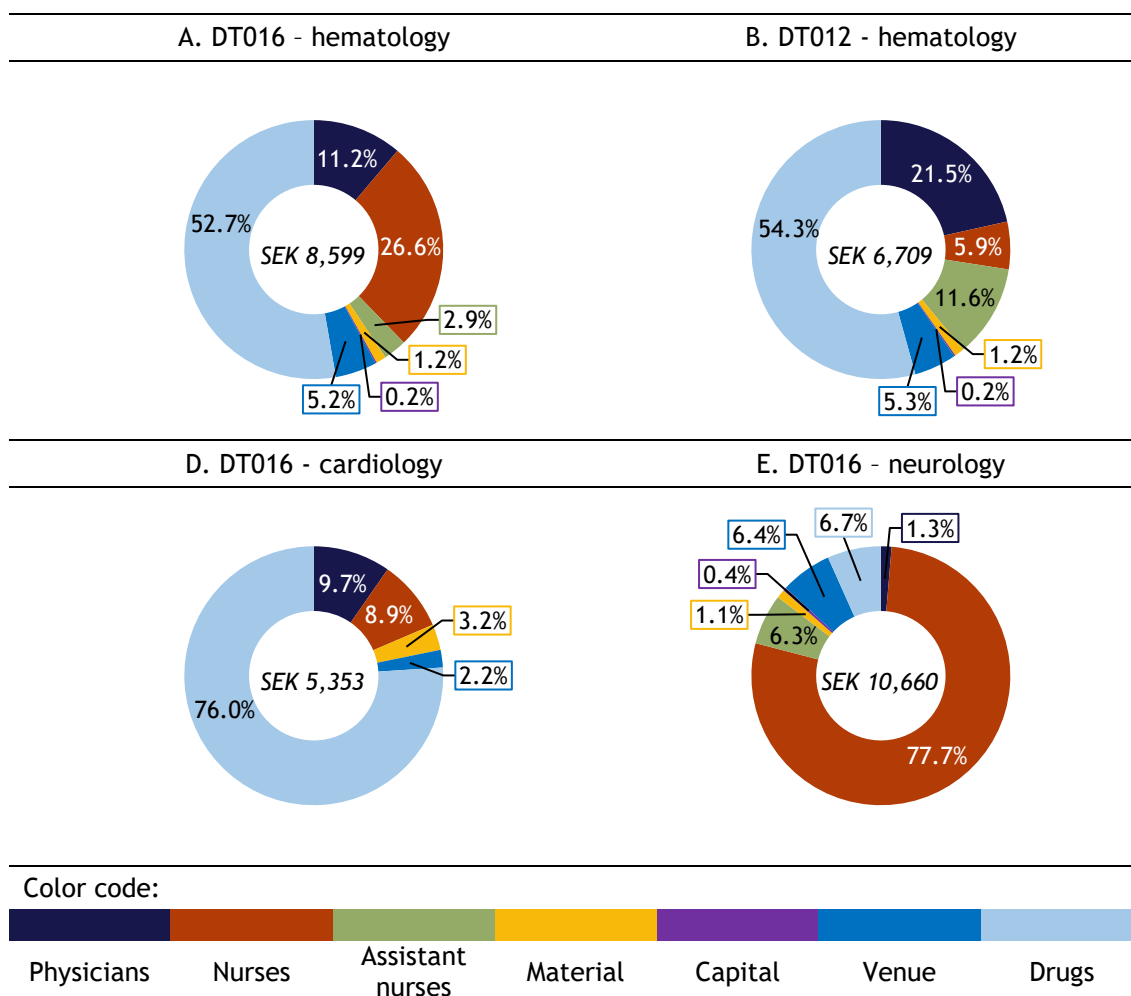 A. DT016 – hematology
B. DT012 - hematology
11.2%
26.6%
2.9%
1.2%
0.2%
5.2%
52.7%
SEK 8,599
21.5%
5.9%
11.6%
1.2%
0.2%
5.3%
54.3%
SEK 6,709
D. DT016 - cardiology
E. DT016 – neurology
9.7%
8.9%
3.2%
2.2%
76.0%
SEK 5,353
1.3%
77.7%
6.3%
1.1%
0.4%
6.4%
6.7%
SEK 10,660
Color code:
Physicians
Nurses
Assistant
nurses
Material
Capital
Venue
Drugs